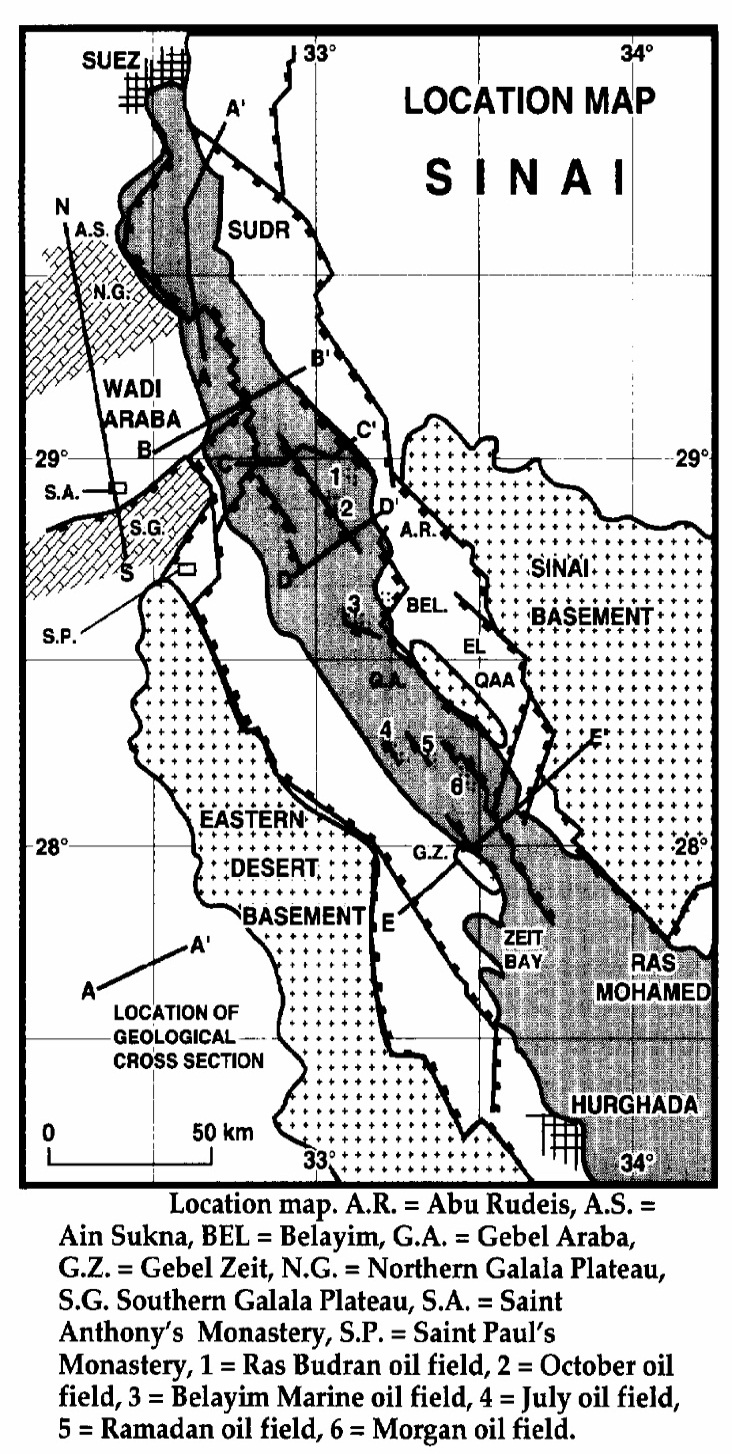 SUEZ
33°
34°
A'
LOCATION MAP
SINAI
N
A.S.
SUDR
N.G.
B'
A
WADI
ARABA
C'
B
29°
C
1
29°
S.A.
2
D'
S.G.
A.R.
S
D
SINAI
3
BEL.
BASEMENT
S.P.
EL
G.A.
QAA
4
5
E'
6
EASTERN
28°
G.Z.
28°
DESERT
BASEMENT
E
ZEIT
BAY
A'
RAS
A
MOHAMED
LOCATION OF
GEOLOGICAL
CROSS SECTION
HURGHADA
0
50 km
33°
34°
Location map. A.R. = Abu Rudeis, A.S. =
Ain Sukna, BEL = Belayim, G.A. = Gebel Araba,
G.Z. = Gebel Zeit, N.G. = Northern Galala Plateau,
S.G. Southern Galala Plateau, S.A. = Saint
Anthony's Monastery, S.P. = Saint Paul's
Monastery, 1 = Ras Budran oil field, 2 = October oil
field, 3 = Belayim Marine oil field, 4 = July oil field,
5 = Ramadan oil field, 6 = Morgan oil field.